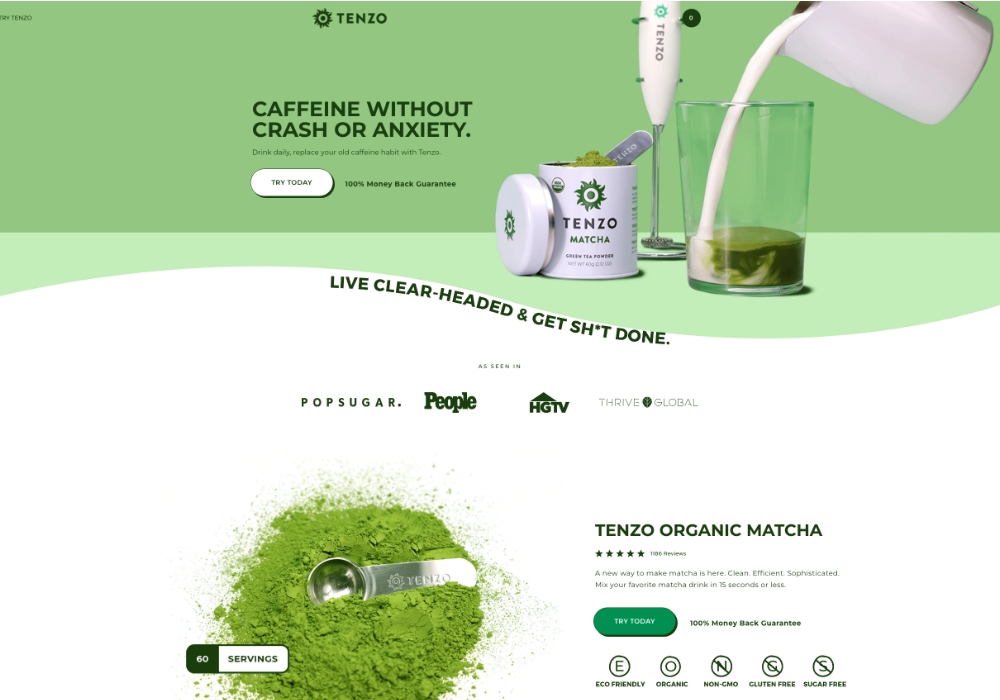 TRY TENZO
TENZO
0
TENZO
CAFFEINE WITHOUT
CRASH OR ANXIETY.
Drink daily, replace your old caffeine habit with Tenzo.
TRY TODAY
100% Money Back Guarantee
TENZO
TENZO
MATCHA
GREEN TEA POWDER
LIVE CLEAR-HEADED & GET SH*T DONE.
AS SEEN IN
POPSUGAR.
People
HGTV
THRIVE GLOBAL
TENZO
60 SERVINGS
TENZO ORGANIC MATCHA
1186 Reviews
A new way to make matcha is here. Clean. Efficient. Sophisticated.
Mix your favorite matcha drink in 15 seconds or less.
TRY TODAY
100% Money Back Guarantee
E O N G S
ECO FRIENDLY ORGANIC NON-GMO GLUTEN FREE SUGAR FREE